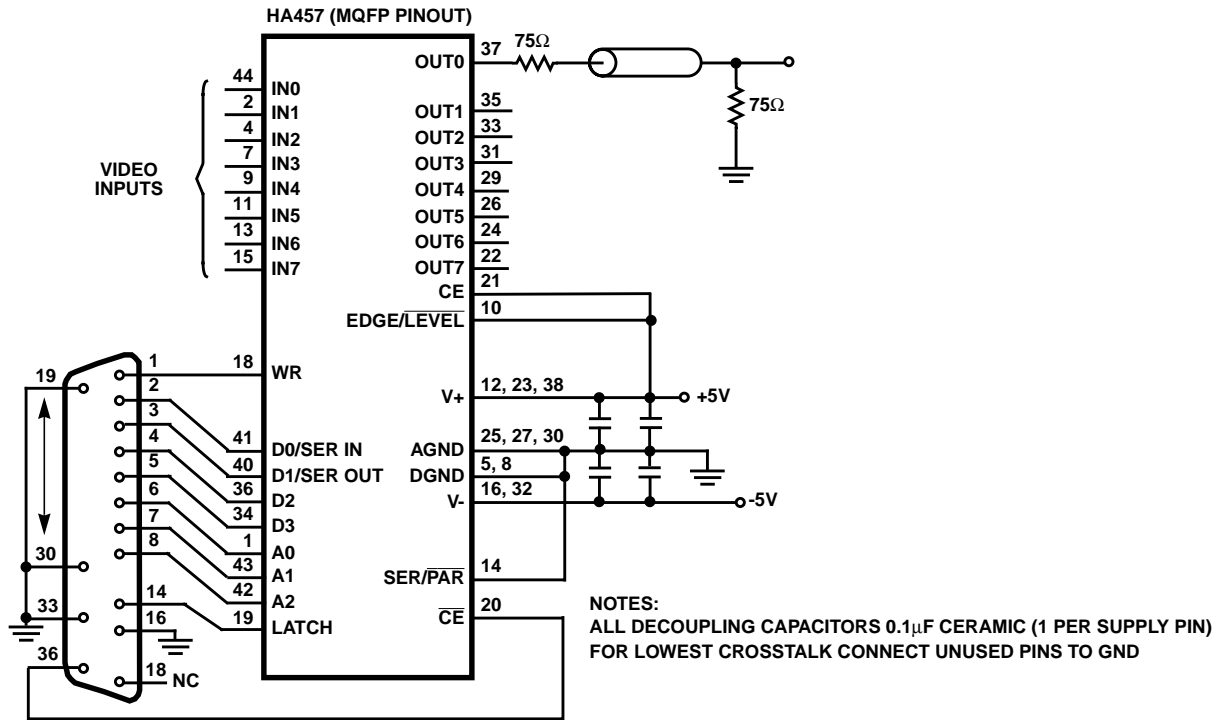 HA457 (MQFP PINOUT)
37
75Ω
OUT0
75Ω
44
IN0
2
IN1
4
IN2
7
IN3
9
IN4
11
IN5
13
IN6
15
IN7
VIDEO
INPUTS
35
OUT1
33
OUT2
31
OUT3
29
OUT4
26
OUT5
24
OUT6
22
OUT7
21
CE
10
EDGE/LEVEL
19
1
2
3
4
5
6
7
8
30
14
33
16
36
18 NC
18
WR
41
D0/SER IN
40
D1/SER OUT
36
D2
34
D3
1
A0
43
A1
42
A2
19
LATCH
V+
12, 23, 38
+5V
AGND
25, 27, 30
DGND
5, 8
V-
16, 32
-5V
SER/PAR
14
CE
20
NOTES:
ALL DECOUPLING CAPACITORS 0.1μF CERAMIC (1 PER SUPPLY PIN)
FOR LOWEST CROSSTALK CONNECT UNUSED PINS TO GND